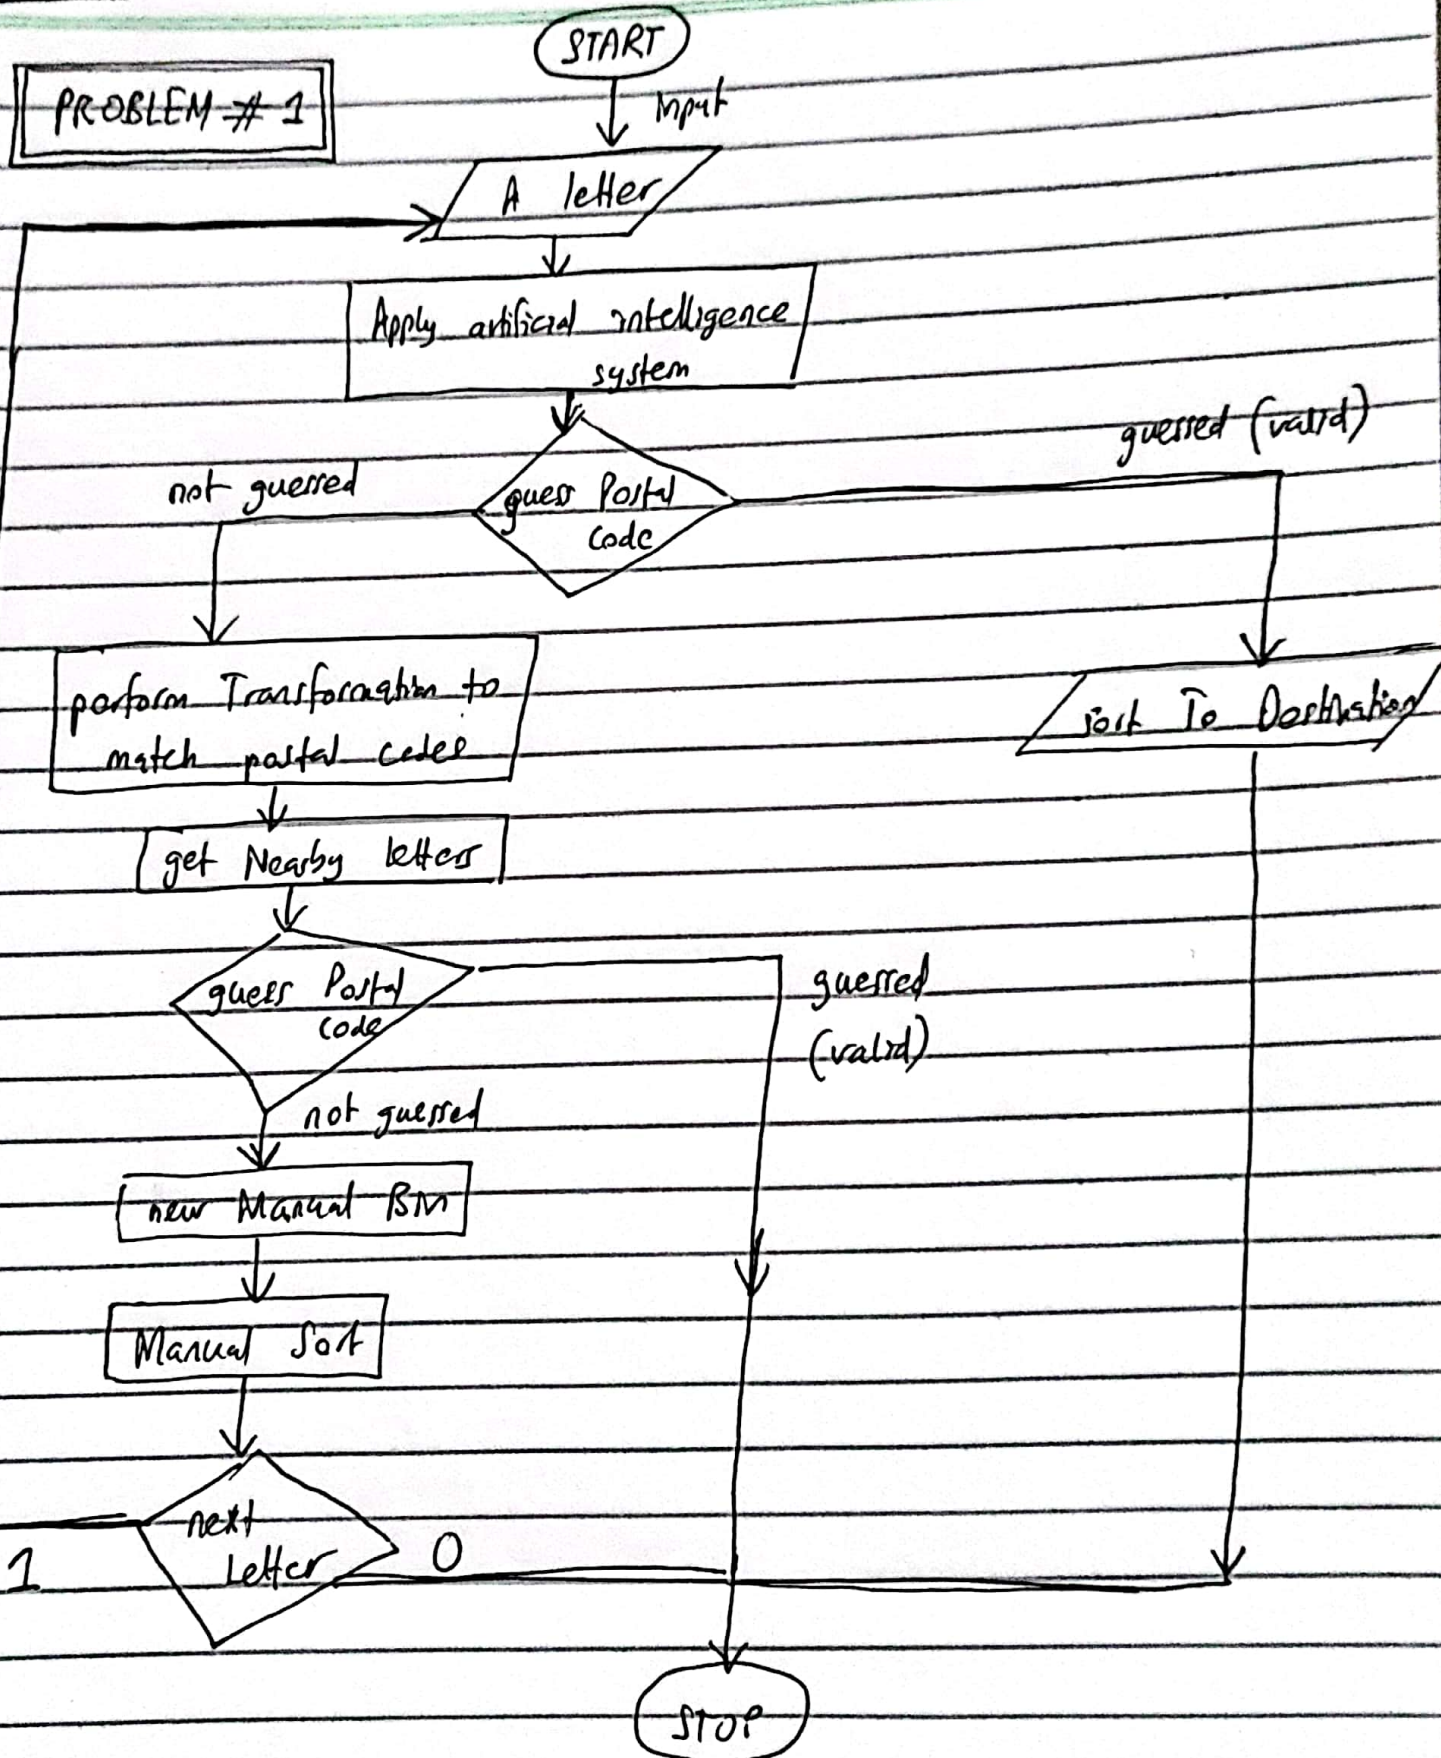 START
PROBLEM # 1
Input
A letter
Apply artificial intelligence
system
guessed (valid)
not guessed
guess Postal
code
perform Transformation to
match postal codes
sort To Destination
get Nearby letters
guess Postal
code
guessed
(valid)
not guessed
new Manual
Manual Sort
next
Letter
0
1
STOP